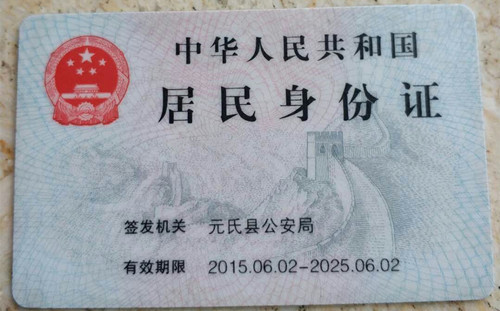 中华人民共和国
居民身份证
签发机关 元氏县公安局
有效期限 2015.06.02-2025.06.02